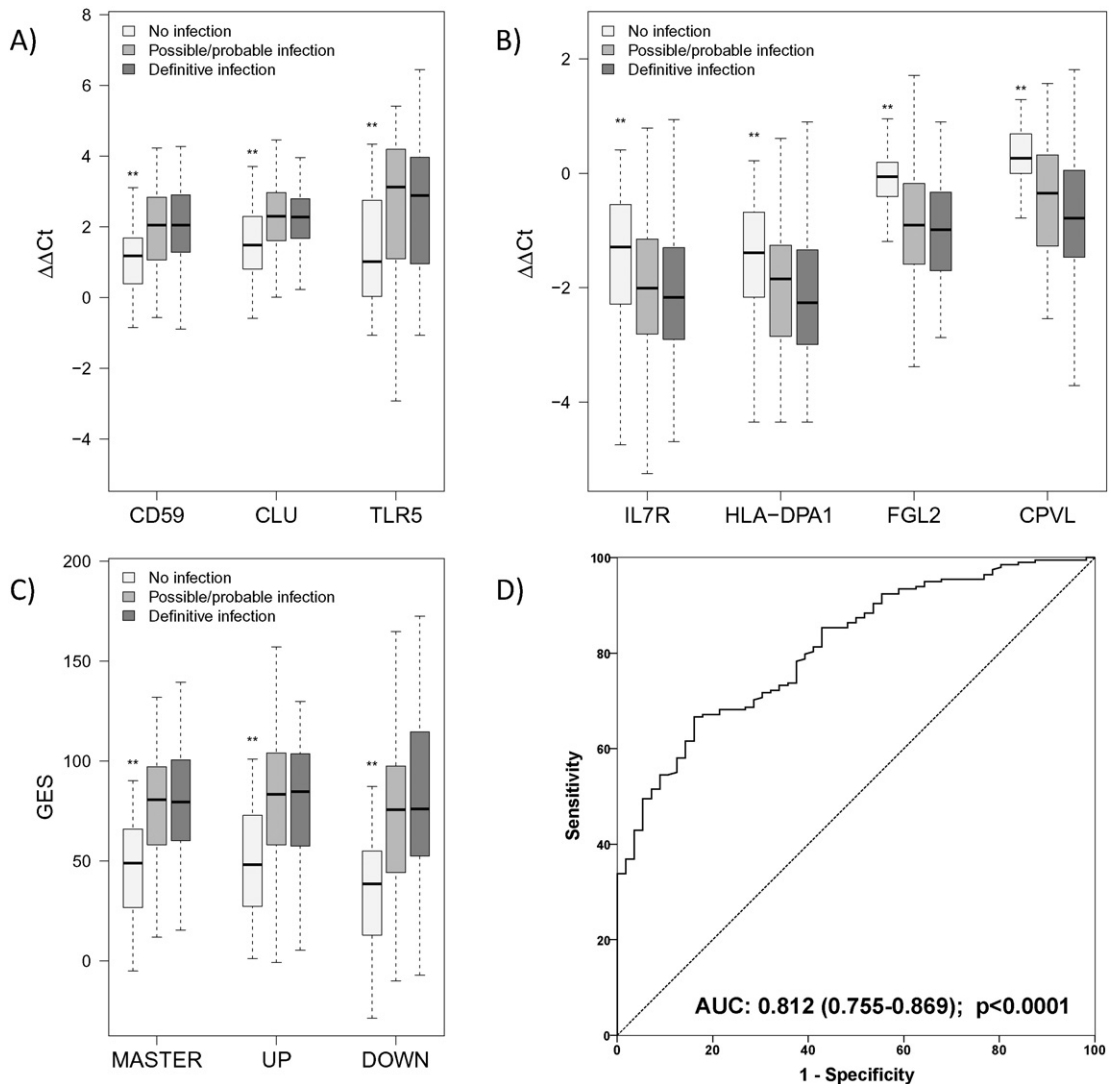 A)
8
6
4
2
0
−2
−4
ΔΔCt
No infection
Possible/probable infection
Definitive infection
**
**
**
CD59 CLU TLR5
B)
2
0
−2
−4
ΔΔCt
No infection
Possible/probable infection
Definitive infection
**
**
**
**
IL7R HLA−DPA1 FGL2 CPVL
C)
200
150
100
50
0
GES
No infection
Possible/probable infection
Definitive infection
**
**
**
MASTER UP DOWN
D)
100
80
60
40
20
0
Sensitivity
AUC: 0.812 (0.755-0.869); p<0.0001
0 20 40 60 80 100
1 - Specificity